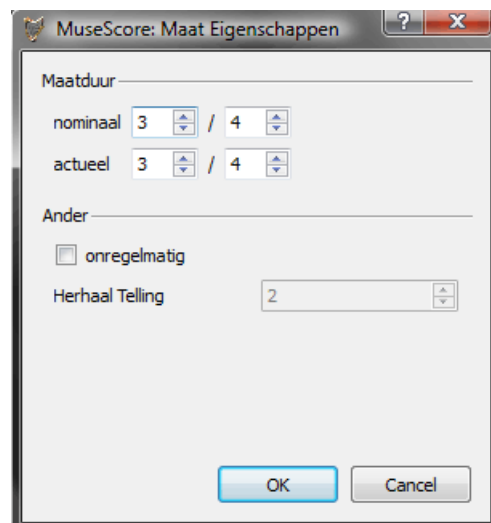 MuseScore: Maat Eigenschappen ? X
Maatduur
nominaal 3 / 4
actueel 3 / 4
Ander
onregelmatig
Herhaal Telling 2
OK Cancel